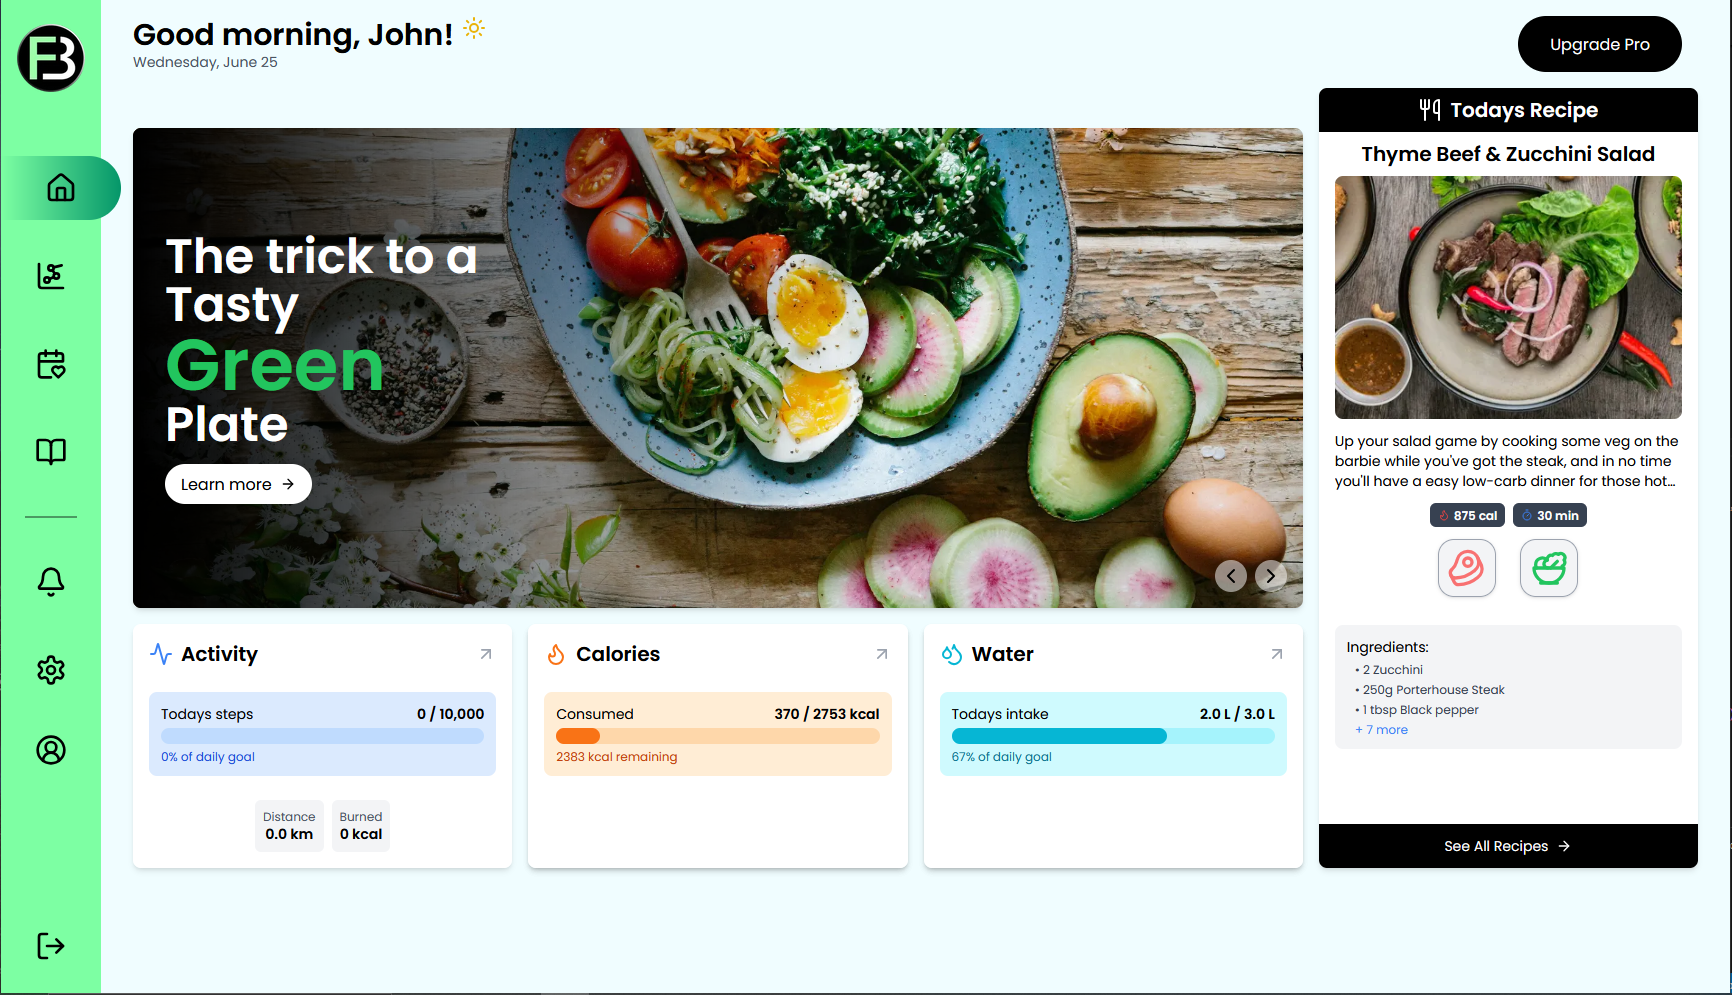 FB
Good morning, John!
Wednesday, June 25
Upgrade Pro
The trick to a
Tasty
Green
Plate
Learn more
Todays Recipe
Thyme Beef & Zucchini Salad
Up your salad game by cooking some veg on the
barbie while you've got the steak, and in no time
you'll have a easy low-carb dinner for those hot...
875 cal
30 min
Ingredients:
• 2 Zucchini
• 250g Porterhouse Steak
• 1 tbsp Black pepper
+ 7 more
See All Recipes
Activity
Todays steps 0 / 10,000
0% of daily goal
Distance
0.0 km
Burned
0 kcal
Calories
Consumed 370 / 2753 kcal
2383 kcal remaining
Water
Todays intake 2.0 L / 3.0 L
67% of daily goal